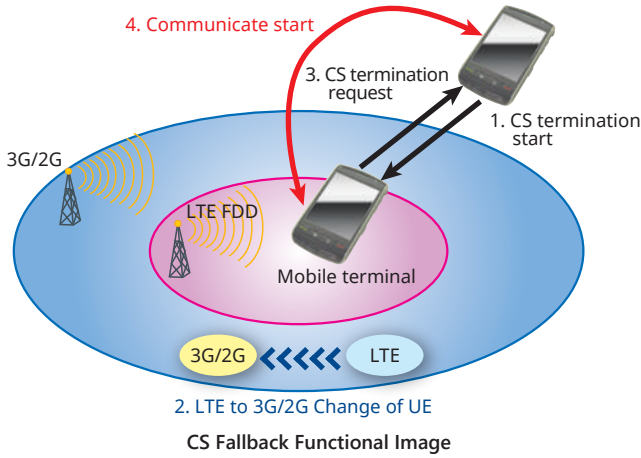 4. Communicate start
3. CS termination
request
1. CS termination
start
3G/2G
LTE FDD
Mobile terminal
3G/2G
LTE
2. LTE to 3G/2G Change of UE
CS Fallback Functional Image